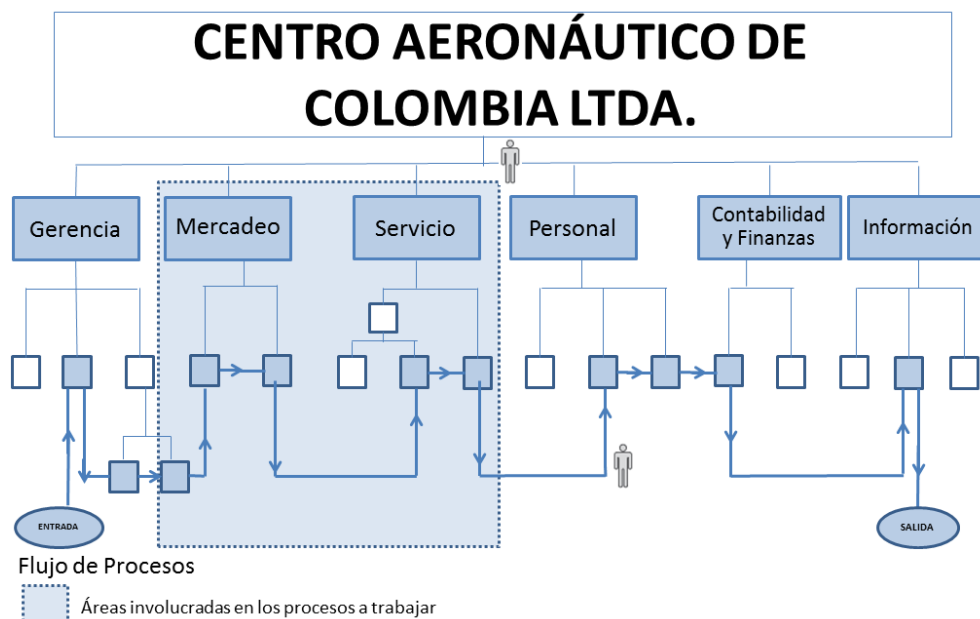 CENTRO AERONÁUTICO DE
COLOMBIA LTDA.
Gerencia
Mercadeo
Servicio
Personal
Contabilidad
y Finanzas
Información
ENTRADA
SALIDA
Flujo de Procesos
Áreas involucradas en los procesos a trabajar